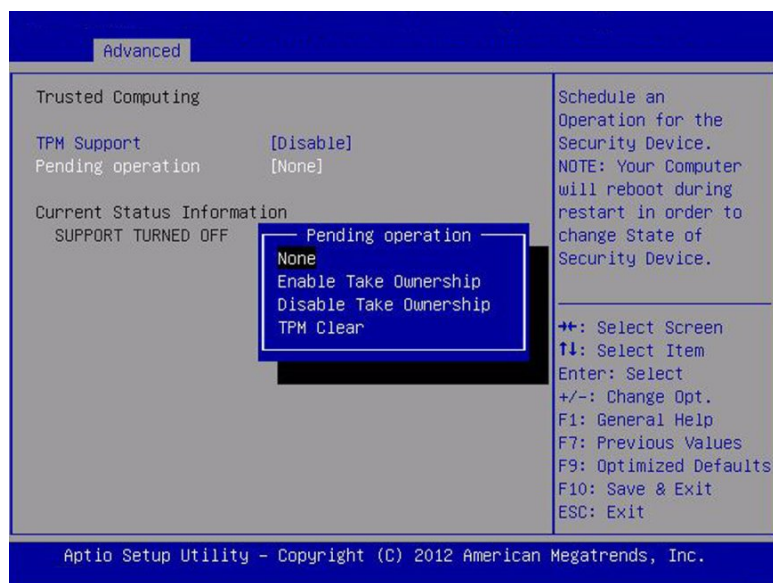 Advanced
Trusted Computing
TPM Support [Disable]
Pending operation [None]
Current Status Information
SUPPORT TURNED OFF
Pending operation
None
Enable Take Ownership
Disable Take Ownership
TPM Clear
Schedule an
Operation for the
Security Device.
NOTE: Your Computer
will reboot during
restart in order to
change State of
Security Device.
→←: Select Screen
↑↓: Select Item
Enter: Select
+/-: Change Opt.
F1: General Help
F7: Previous Values
F9: Optimized Defaults
F10: Save & Exit
ESC: Exit
Aptio Setup Utility – Copyright (C) 2012 American Megatrends, Inc.